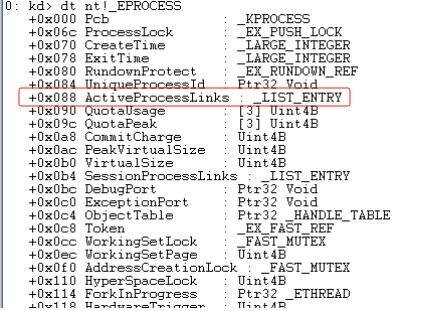 0: kd> dt nt!_EPROCESS
+0x000 Pcb : _KPROCESS
+0x06c ProcessLock : _EX_PUSH_LOCK
+0x070 CreateTime : _LARGE_INTEGER
+0x078 ExitTime : _LARGE_INTEGER
+0x080 RundownProtect : _EX_RUNDOWN_REF
+0x084 UniqueProcessId : Ptr32 Void
+0x088 ActiveProcessLinks : _LIST_ENTRY
+0x090 QuotaUsage : [3] Uint4B
+0x09c QuotaPeak : [3] Uint4B
+0x0a8 CommitCharge : Uint4B
+0x0ac PeakVirtualSize : Uint4B
+0x0b0 VirtualSize : Uint4B
+0x0b4 SessionProcessLinks : _LIST_ENTRY
+0x0bc DebugPort : Ptr32 Void
+0x0c0 ExceptionPort : Ptr32 Void
+0x0c4 ObjectTable : Ptr32 _HANDLE_TABLE
+0x0c8 Token : _EX_FAST_REF
+0x0cc WorkingSetLock : _FAST_MUTEX
+0x0ec WorkingSetPage : Uint4B
+0x0f0 AddressCreationLock : _FAST_MUTEX
+0x110 HyperSpaceLock : Uint4B
+0x114 ForkInProgress : Ptr32 _ETHREAD
+0x118 HardwareTrigger : Uint4B